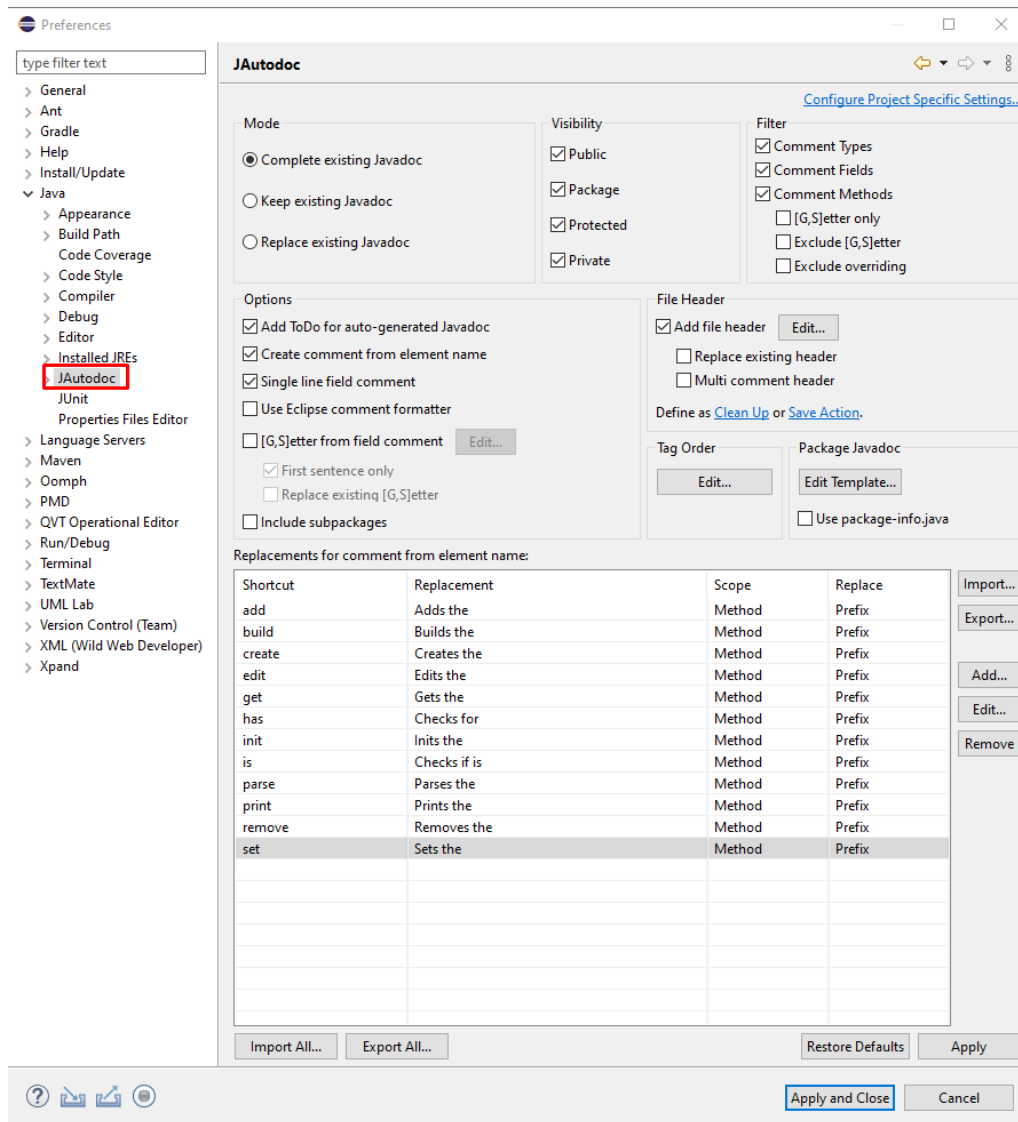 Preferences
type filter text
General
Ant
Gradle
Help
Install/Update
Java
Appearance
Build Path
Code Coverage
Code Style
Compiler
Debug
Editor
Installed JREs
JAutodoc
JUnit
Properties Files Editor
Language Servers
Maven
Oomph
PMD
QVT Operational Editor
Run/Debug
Terminal
TextMate
UML Lab
Version Control (Team)
XML (Wild Web Developer)
Xpand
JAutodoc
Configure Project Specific Settings..
Mode
Complete existing Javadoc
Keep existing Javadoc
Replace existing Javadoc
Visibility
Public
Package
Protected
Private
Filter
Comment Types
Comment Fields
Comment Methods
[G,S]etter only
Exclude [G,S]etter
Exclude overriding
Options
Add ToDo for auto-generated Javadoc
Create comment from element name
Single line field comment
Use Eclipse comment formatter
[G,S]etter from field comment Edit...
First sentence only
Replace existing [G,S]etter
Include subpackages
File Header
Add file header Edit...
Replace existing header
Multi comment header
Define as Clean Up or Save Action.
Tag Order
Edit...
Package Javadoc
Edit Template...
Use package-info.java
Replacements for comment from element name:
Shortcut Replacement Scope Replace
add Adds the Method Prefix
build Builds the Method Prefix
create Creates the Method Prefix
edit Edits the Method Prefix
get Gets the Method Prefix
has Checks for Method Prefix
init Inits the Method Prefix
is Checks if is Method Prefix
parse Parses the Method Prefix
print Prints the Method Prefix
remove Removes the Method Prefix
set Sets the Method Prefix
Import...
Export...
Add...
Edit...
Remove
Import All... Export All... Restore Defaults Apply
Apply and Close Cancel